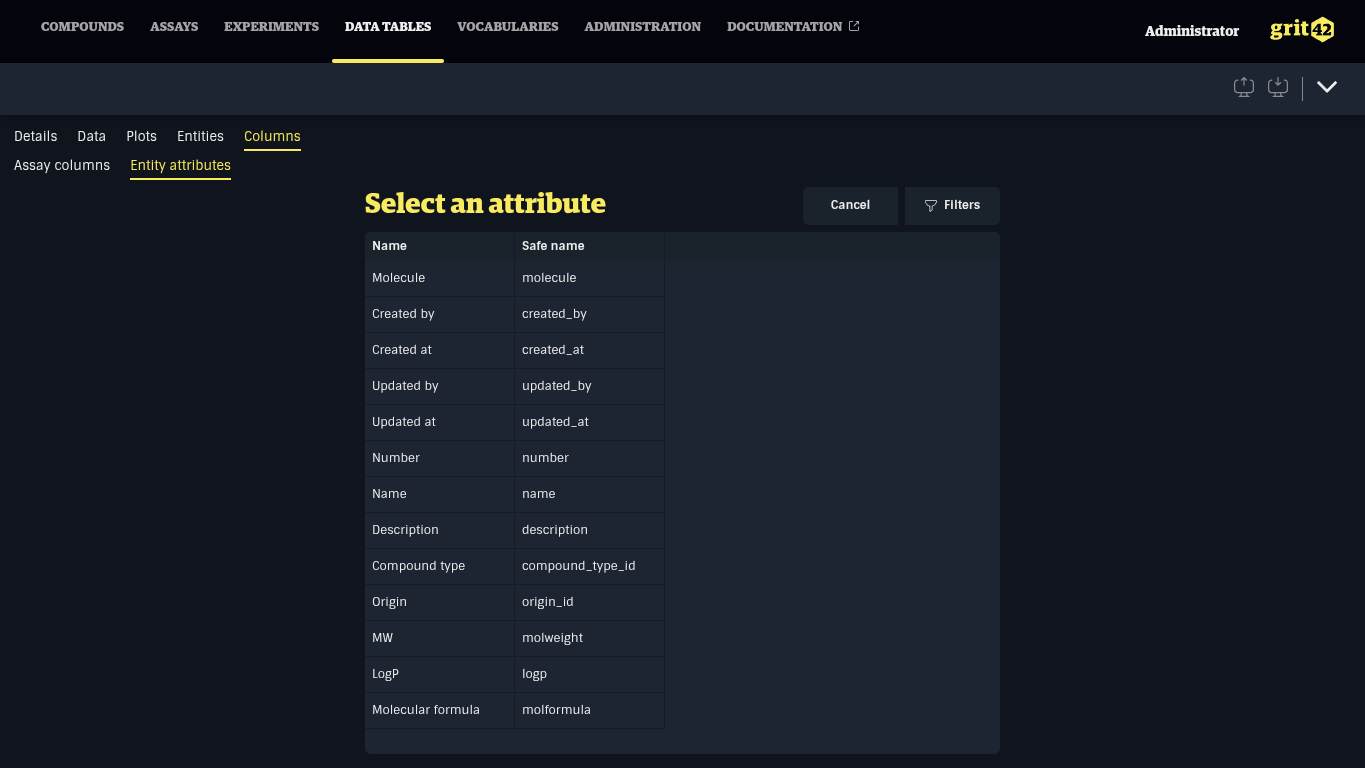 COMPOUNDS ASSAYS EXPERIMENTS DATA TABLES VOCABULARIES ADMINISTRATION DOCUMENTATION Administrator grit42
Details Data Plots Entities Columns
Assay columns Entity attributes
Select an attribute Cancel Filters
Name Safe name
Molecule molecule
Created by created_by
Created at created_at
Updated by updated_by
Updated at updated_at
Number number
Name name
Description description
Compound type compound_type_id
Origin origin_id
MW molweight
LogP logp
Molecular formula molformula